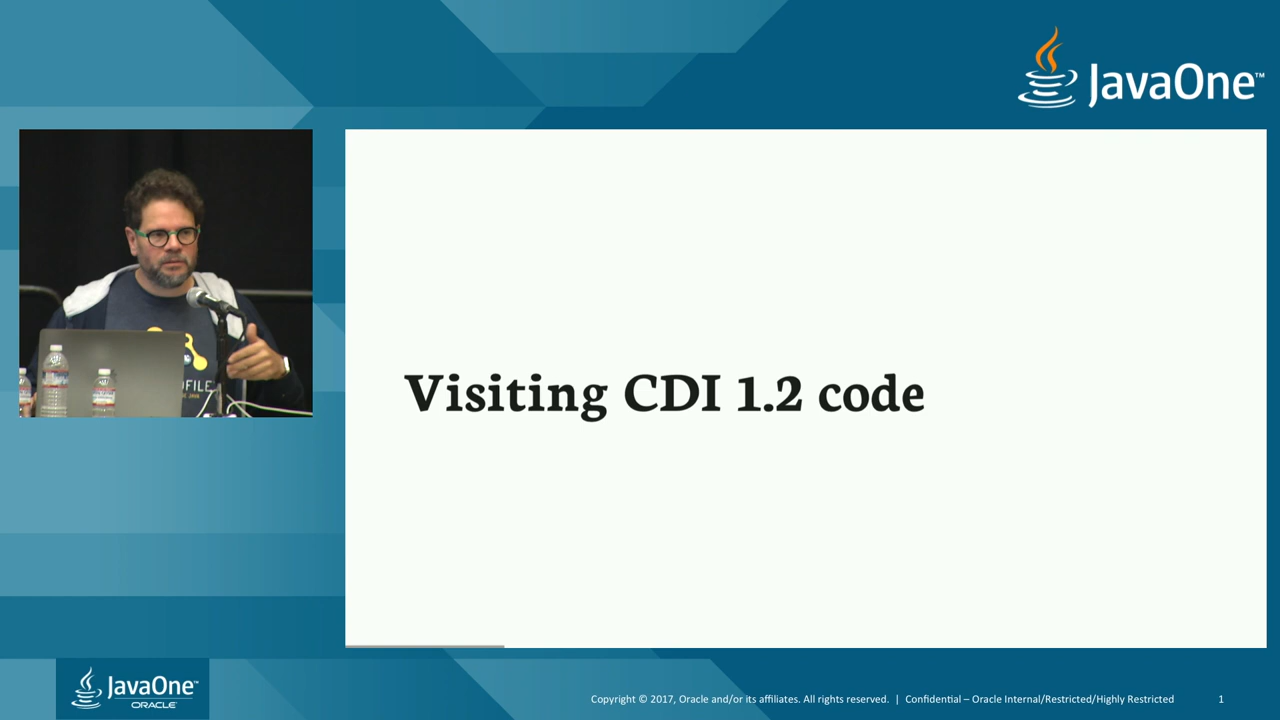 JavaOne™
Visiting CDI 1.2 code
OFILE
JavaOne™
ORACLE
Copyright © 2017, Oracle and/or its affiliates. All rights reserved. | Confidential – Oracle Internal/Restricted/Highly Restricted 1